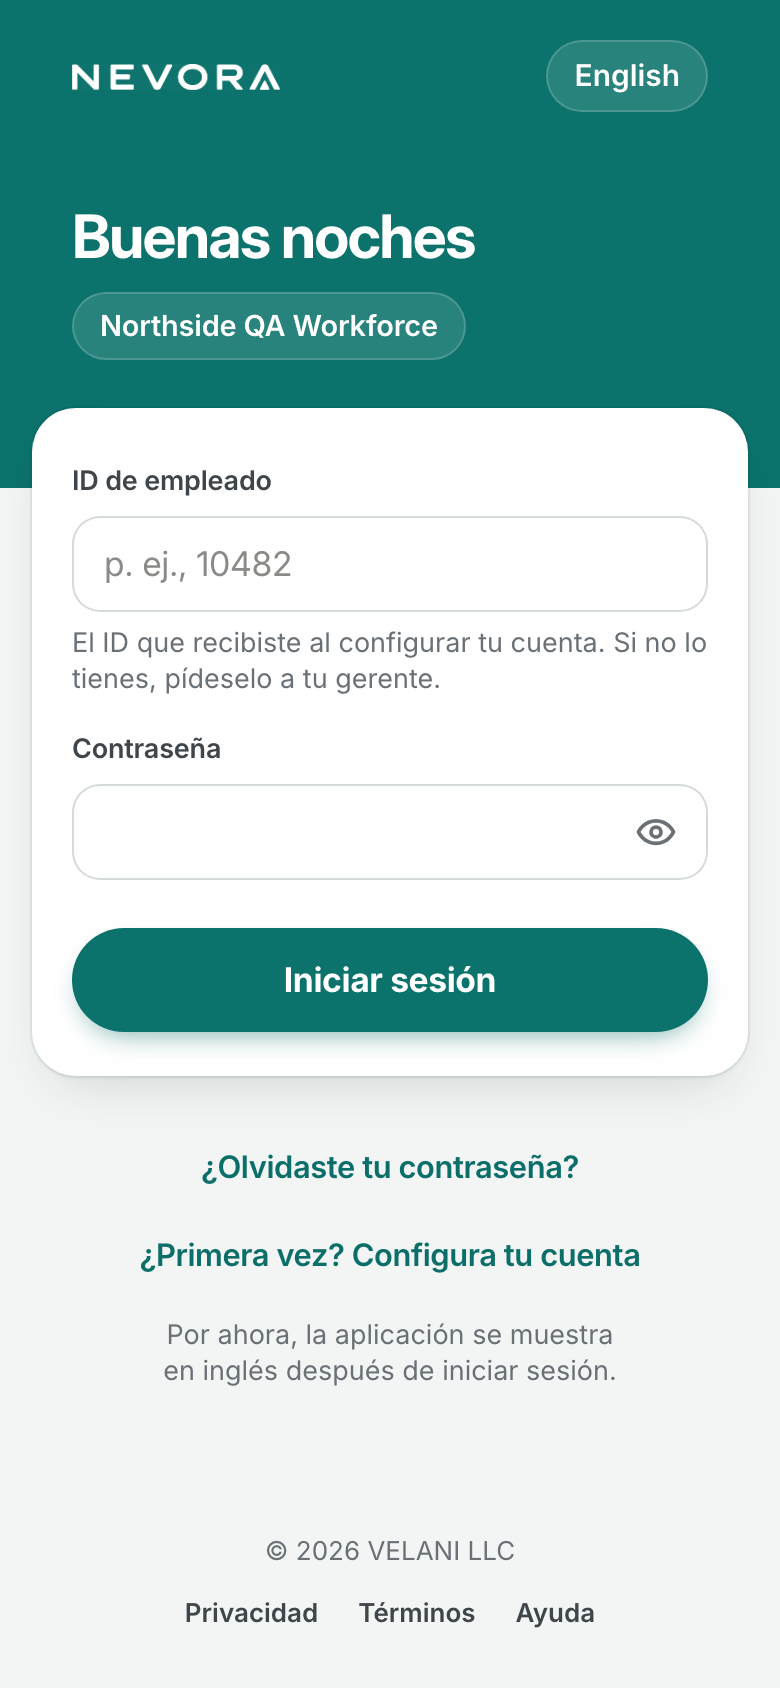 NEVORA
English
Buenas noches
Northside QA Workforce
ID de empleado
p. ej., 10482
El ID que recibiste al configurar tu cuenta. Si no lo
tienes, pídeselo a tu gerente.
Contraseña
Iniciar sesión
¿Olvidaste tu contraseña?
¿Primera vez? Configura tu cuenta
Por ahora, la aplicación se muestra
en inglés después de iniciar sesión.
© 2026 VELANI LLC
Privacidad Términos Ayuda